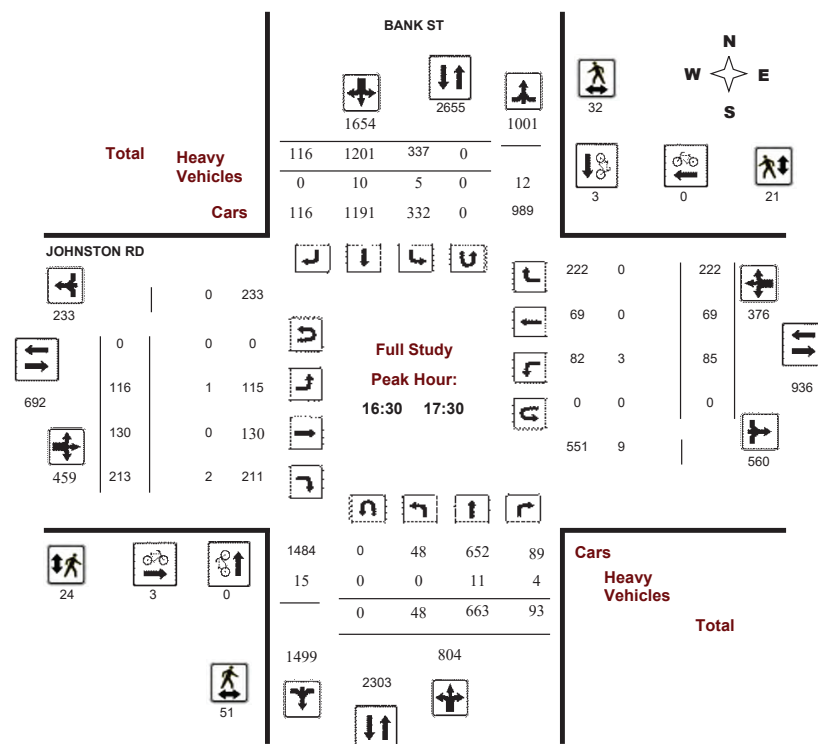 BANK ST
N
W E
S
32
1654 2655 1001
Total Heavy Vehicles
116 1201 337 0
0 10 5 0 12
3 0 21
Cars 116 1191 332 0 989
JOHNSTON RD
233
0 233
222 0 222
376
69 0 69
692
0 0 0
Full Study
Peak Hour:
16:30 17:30
82 3 85
936
116 1 115
0 0 0
130 0 130
551 9
560
459 213 2 211
1484 0 48 652 89 Cars
15 0 0 11 4 Heavy
Vehicles
24 3 0
0 48 663 93 Total
1499 804
2303
51